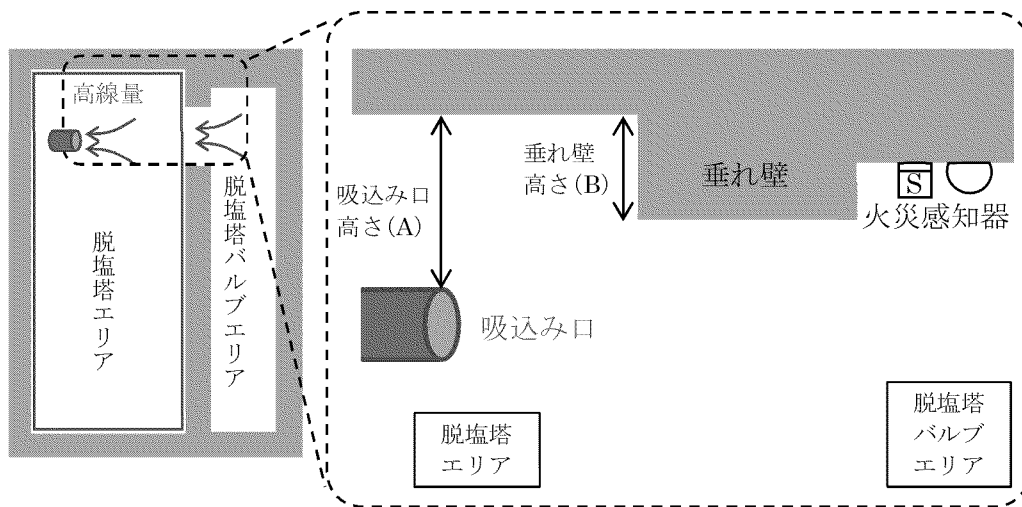 高線量
脱塩塔エリア
脱塩塔バルブエリア
吸込み口
高さ(A)
垂れ壁
高さ(B)
垂れ壁
S
火災感知器
吸込み口
脱塩塔
エリア
脱塩塔
バルブ
エリア